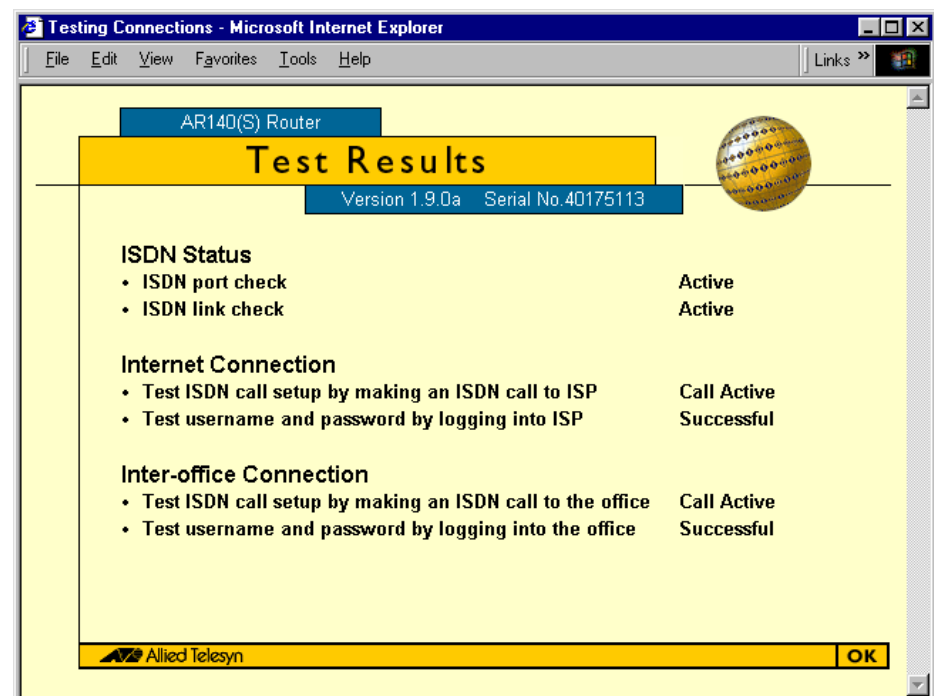 Testing Connections - Microsoft Internet Explorer
File Edit View Favorites Tools Help Links »
AR140(S) Router
Test Results
Version 1.9.0a Serial No.40175113
ISDN Status
• ISDN port check Active
• ISDN link check Active
Internet Connection
• Test ISDN call setup by making an ISDN call to ISP Call Active
• Test username and password by logging into ISP Successful
Inter-office Connection
• Test ISDN call setup by making an ISDN call to the office Call Active
• Test username and password by logging into the office Successful
Allied Telesyn OK